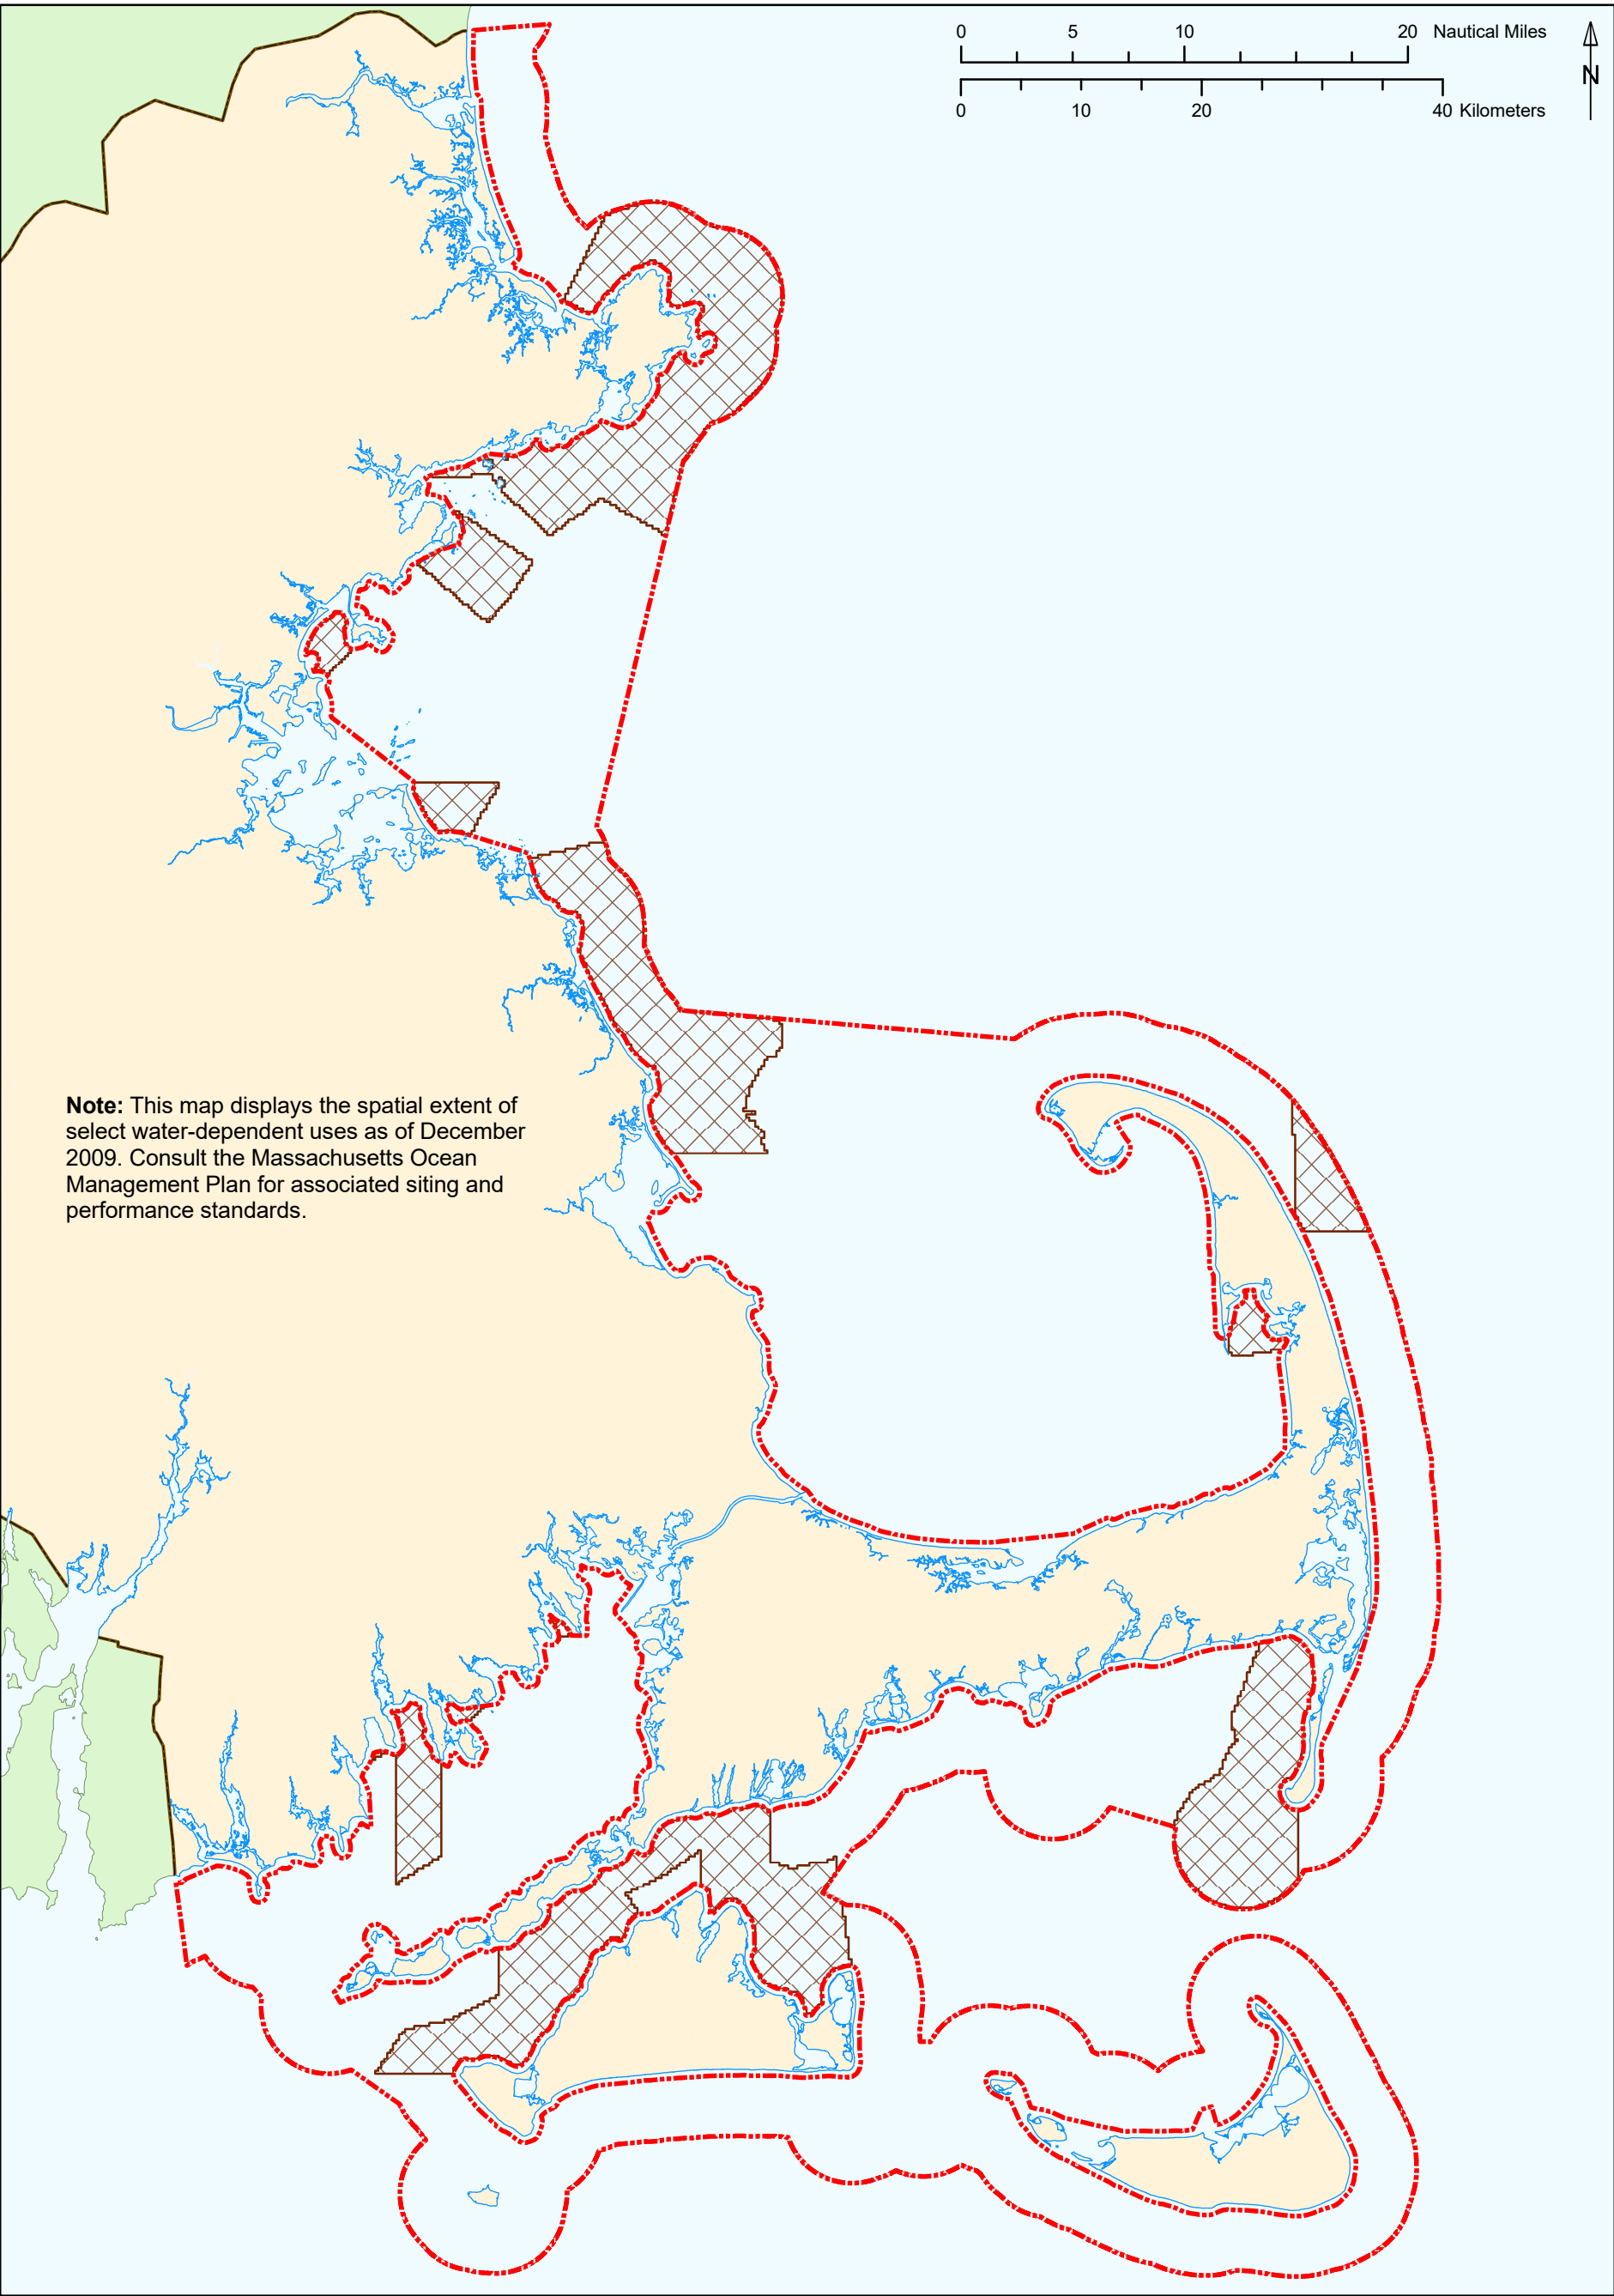 0 5 10 20 Nautical Miles
N
0 10 20 40 Kilometers
Note: This map displays the spatial extent of
select water-dependent uses as of December
2009. Consult the Massachusetts Ocean
Management Plan for associated siting and
performance standards.